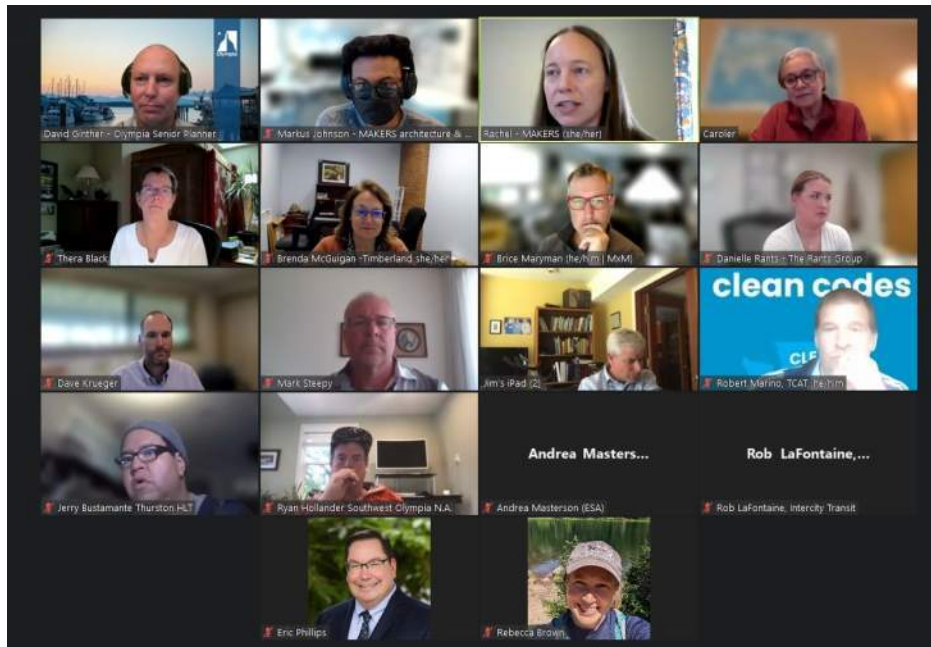 Olympia
David Ginther - Olympia Senior Planner
Markus Johnson - MAKERS architecture & ...
Rachel - MAKERS (she/her)
Caroler
Thera Black
Brenda McGuigan -Timberland she/her
Brice Maryman (he/him | MxM)
Danielle Rants - The Rants Group
clean codes
Dave Krueger
Mark Steepy
Jim's iPad (2)
Robert Marino, TCAT, he/him
Andrea Masters...
Rob LaFontaine,...
Jerry Bustamante Thurston HLT
Ryan Hollander Southwest Olympia N.A.
Andrea Masterson (ESA)
Rob LaFontaine, Intercity Transit
Eric Phillips
Rebecca Brown